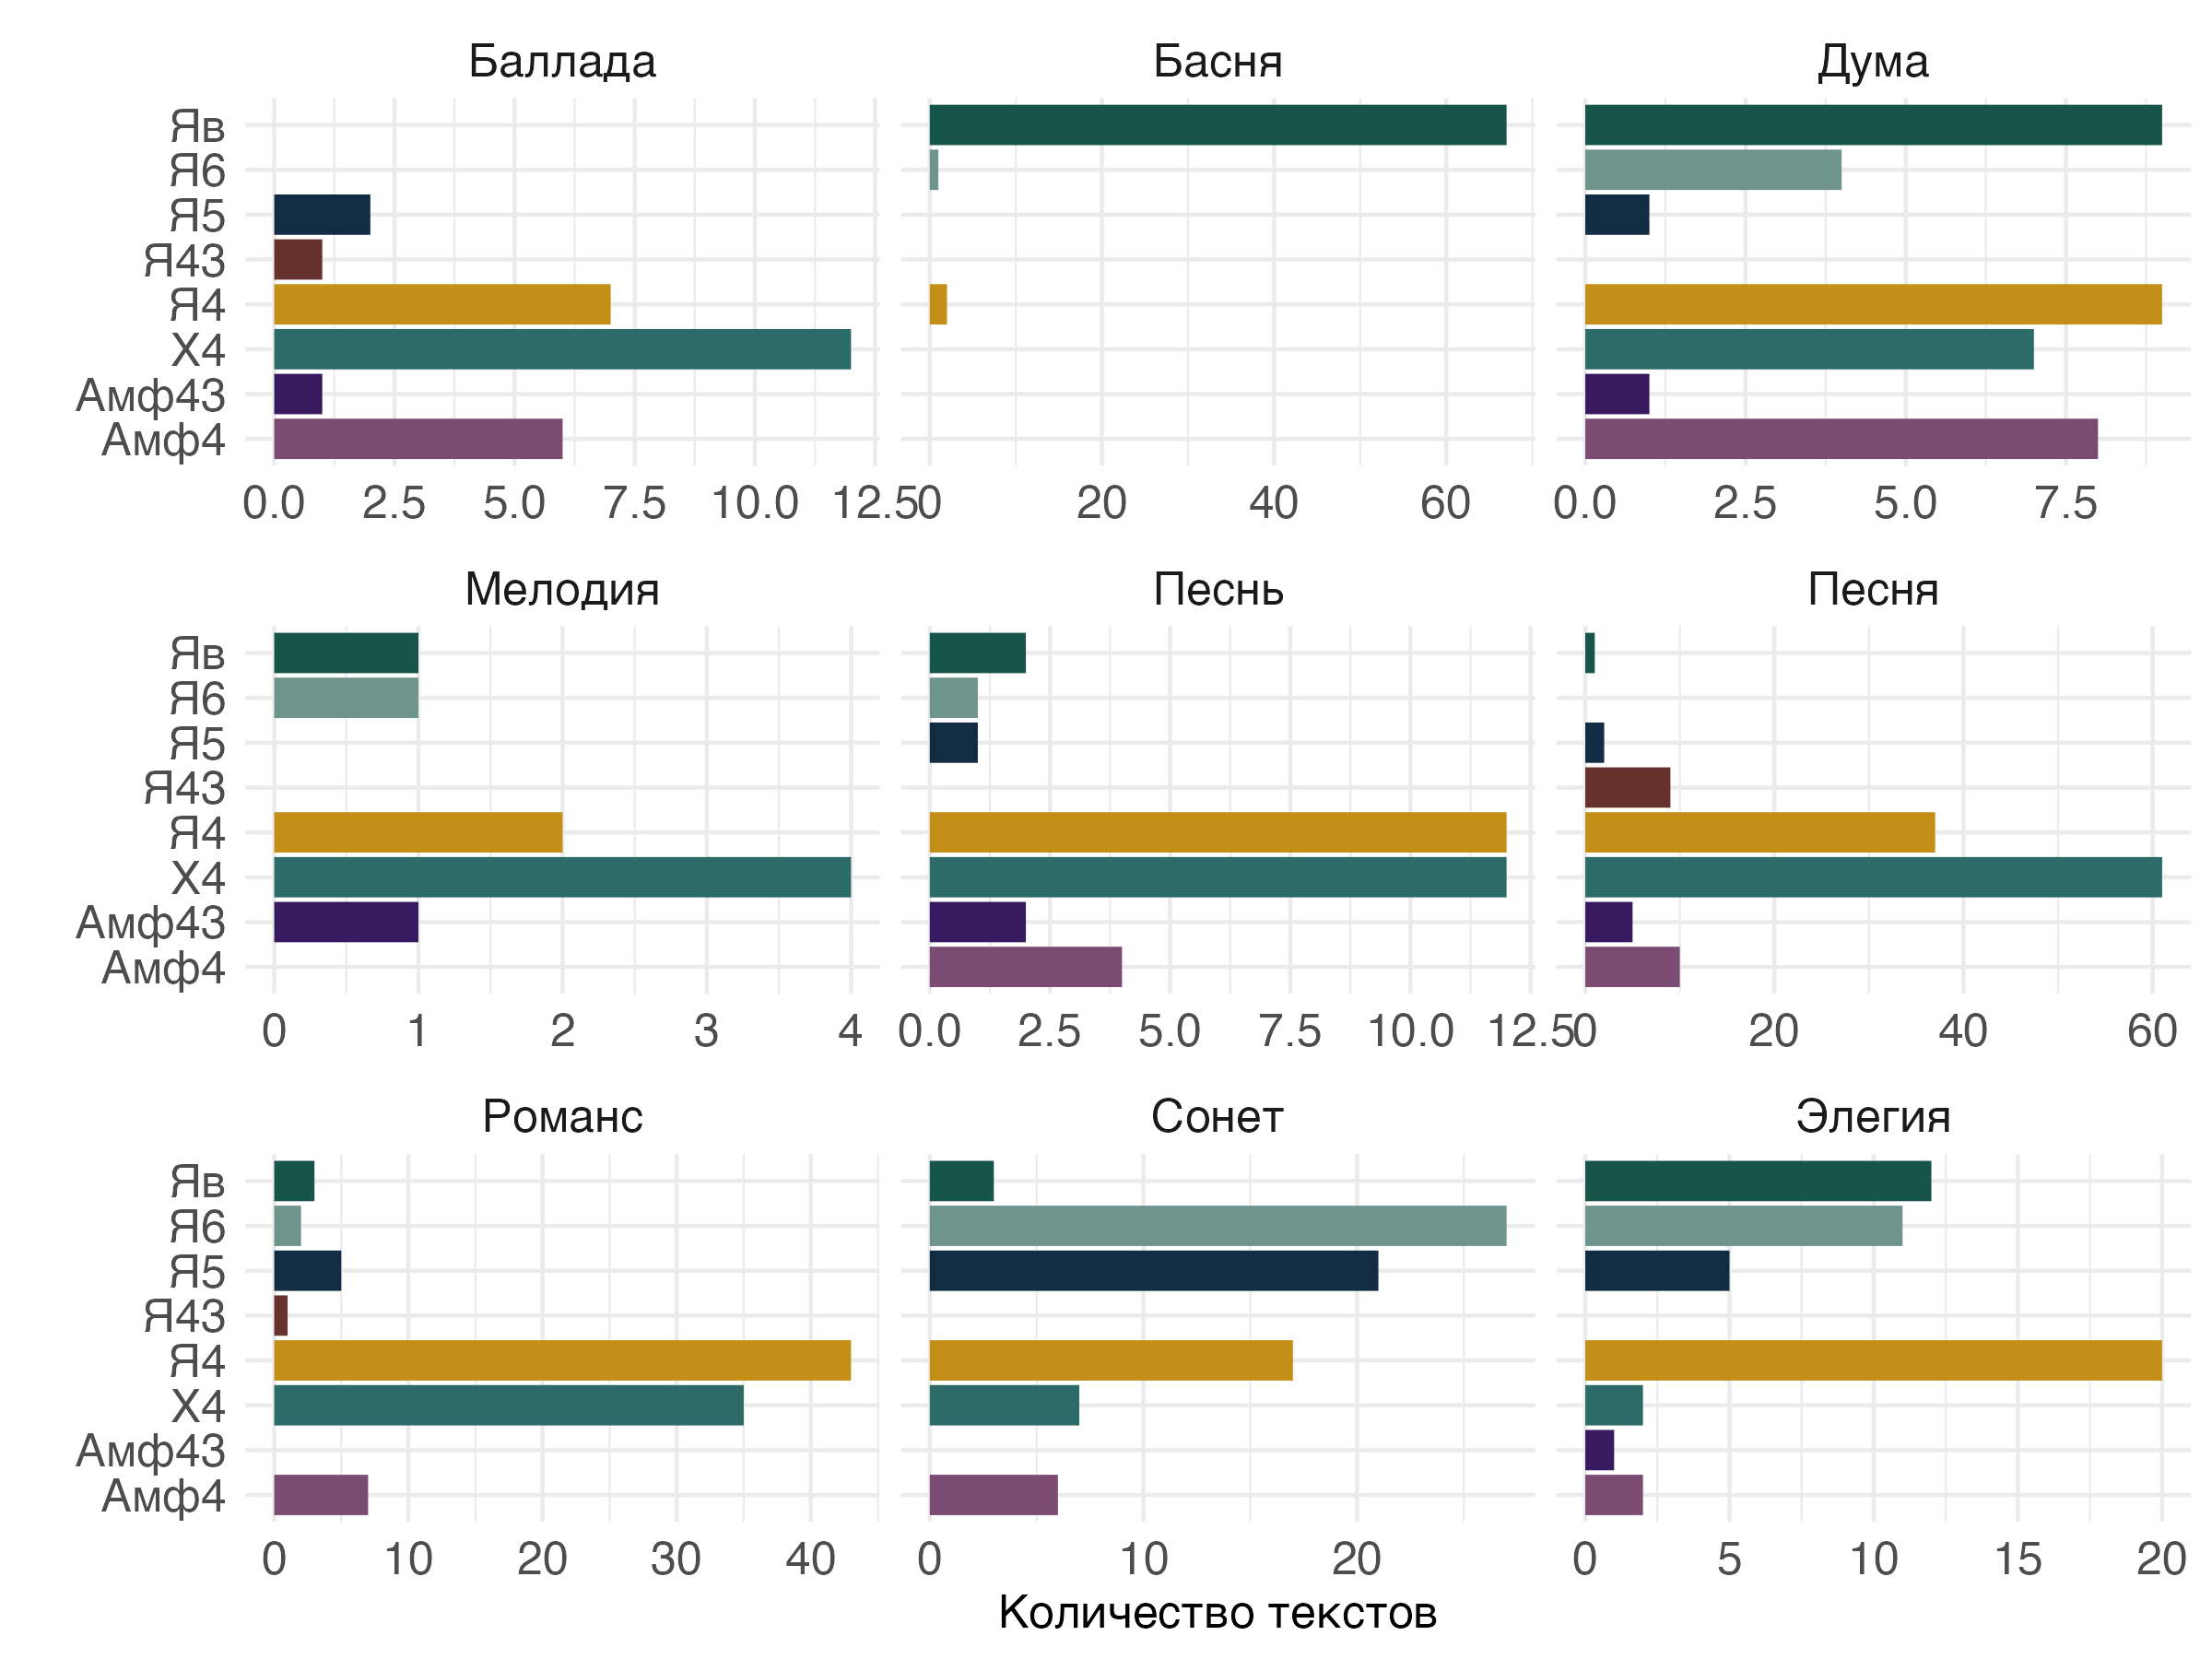 Баллада Басня Дума
Яв
Я6
Я5
Я43
Я4
Х4
Амф43
Амф4
0.0 2.5 5.0 7.5 10.0 12.5 0 20 40 60 0.0 2.5 5.0 7.5
Мелодия Песнь Песня
Яв
Я6
Я5
Я43
Я4
Х4
Амф43
Амф4
0 1 2 3 4 0.0 2.5 5.0 7.5 10.0 12.5 0 20 40 60
Романс Сонет Элегия
Яв
Я6
Я5
Я43
Я4
Х4
Амф43
Амф4
0 10 20 30 40 0 10 20 0 5 10 15 20
Количество текстов